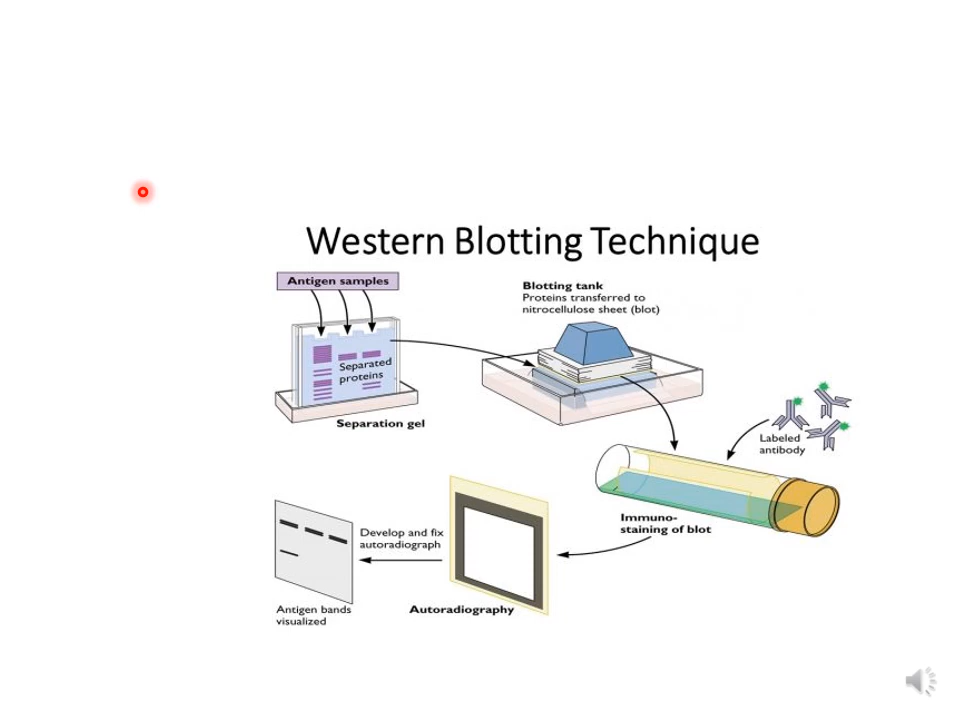 Western Blotting Technique
Antigen samples
Blotting tank
Proteins transferred to
nitrocellulose sheet (blot)
Separated
proteins
Separation gel
Labeled
antibody
Immuno-
staining of blot
Develop and fix
autoradiograph
Antigen bands
visualized
Autoradiography